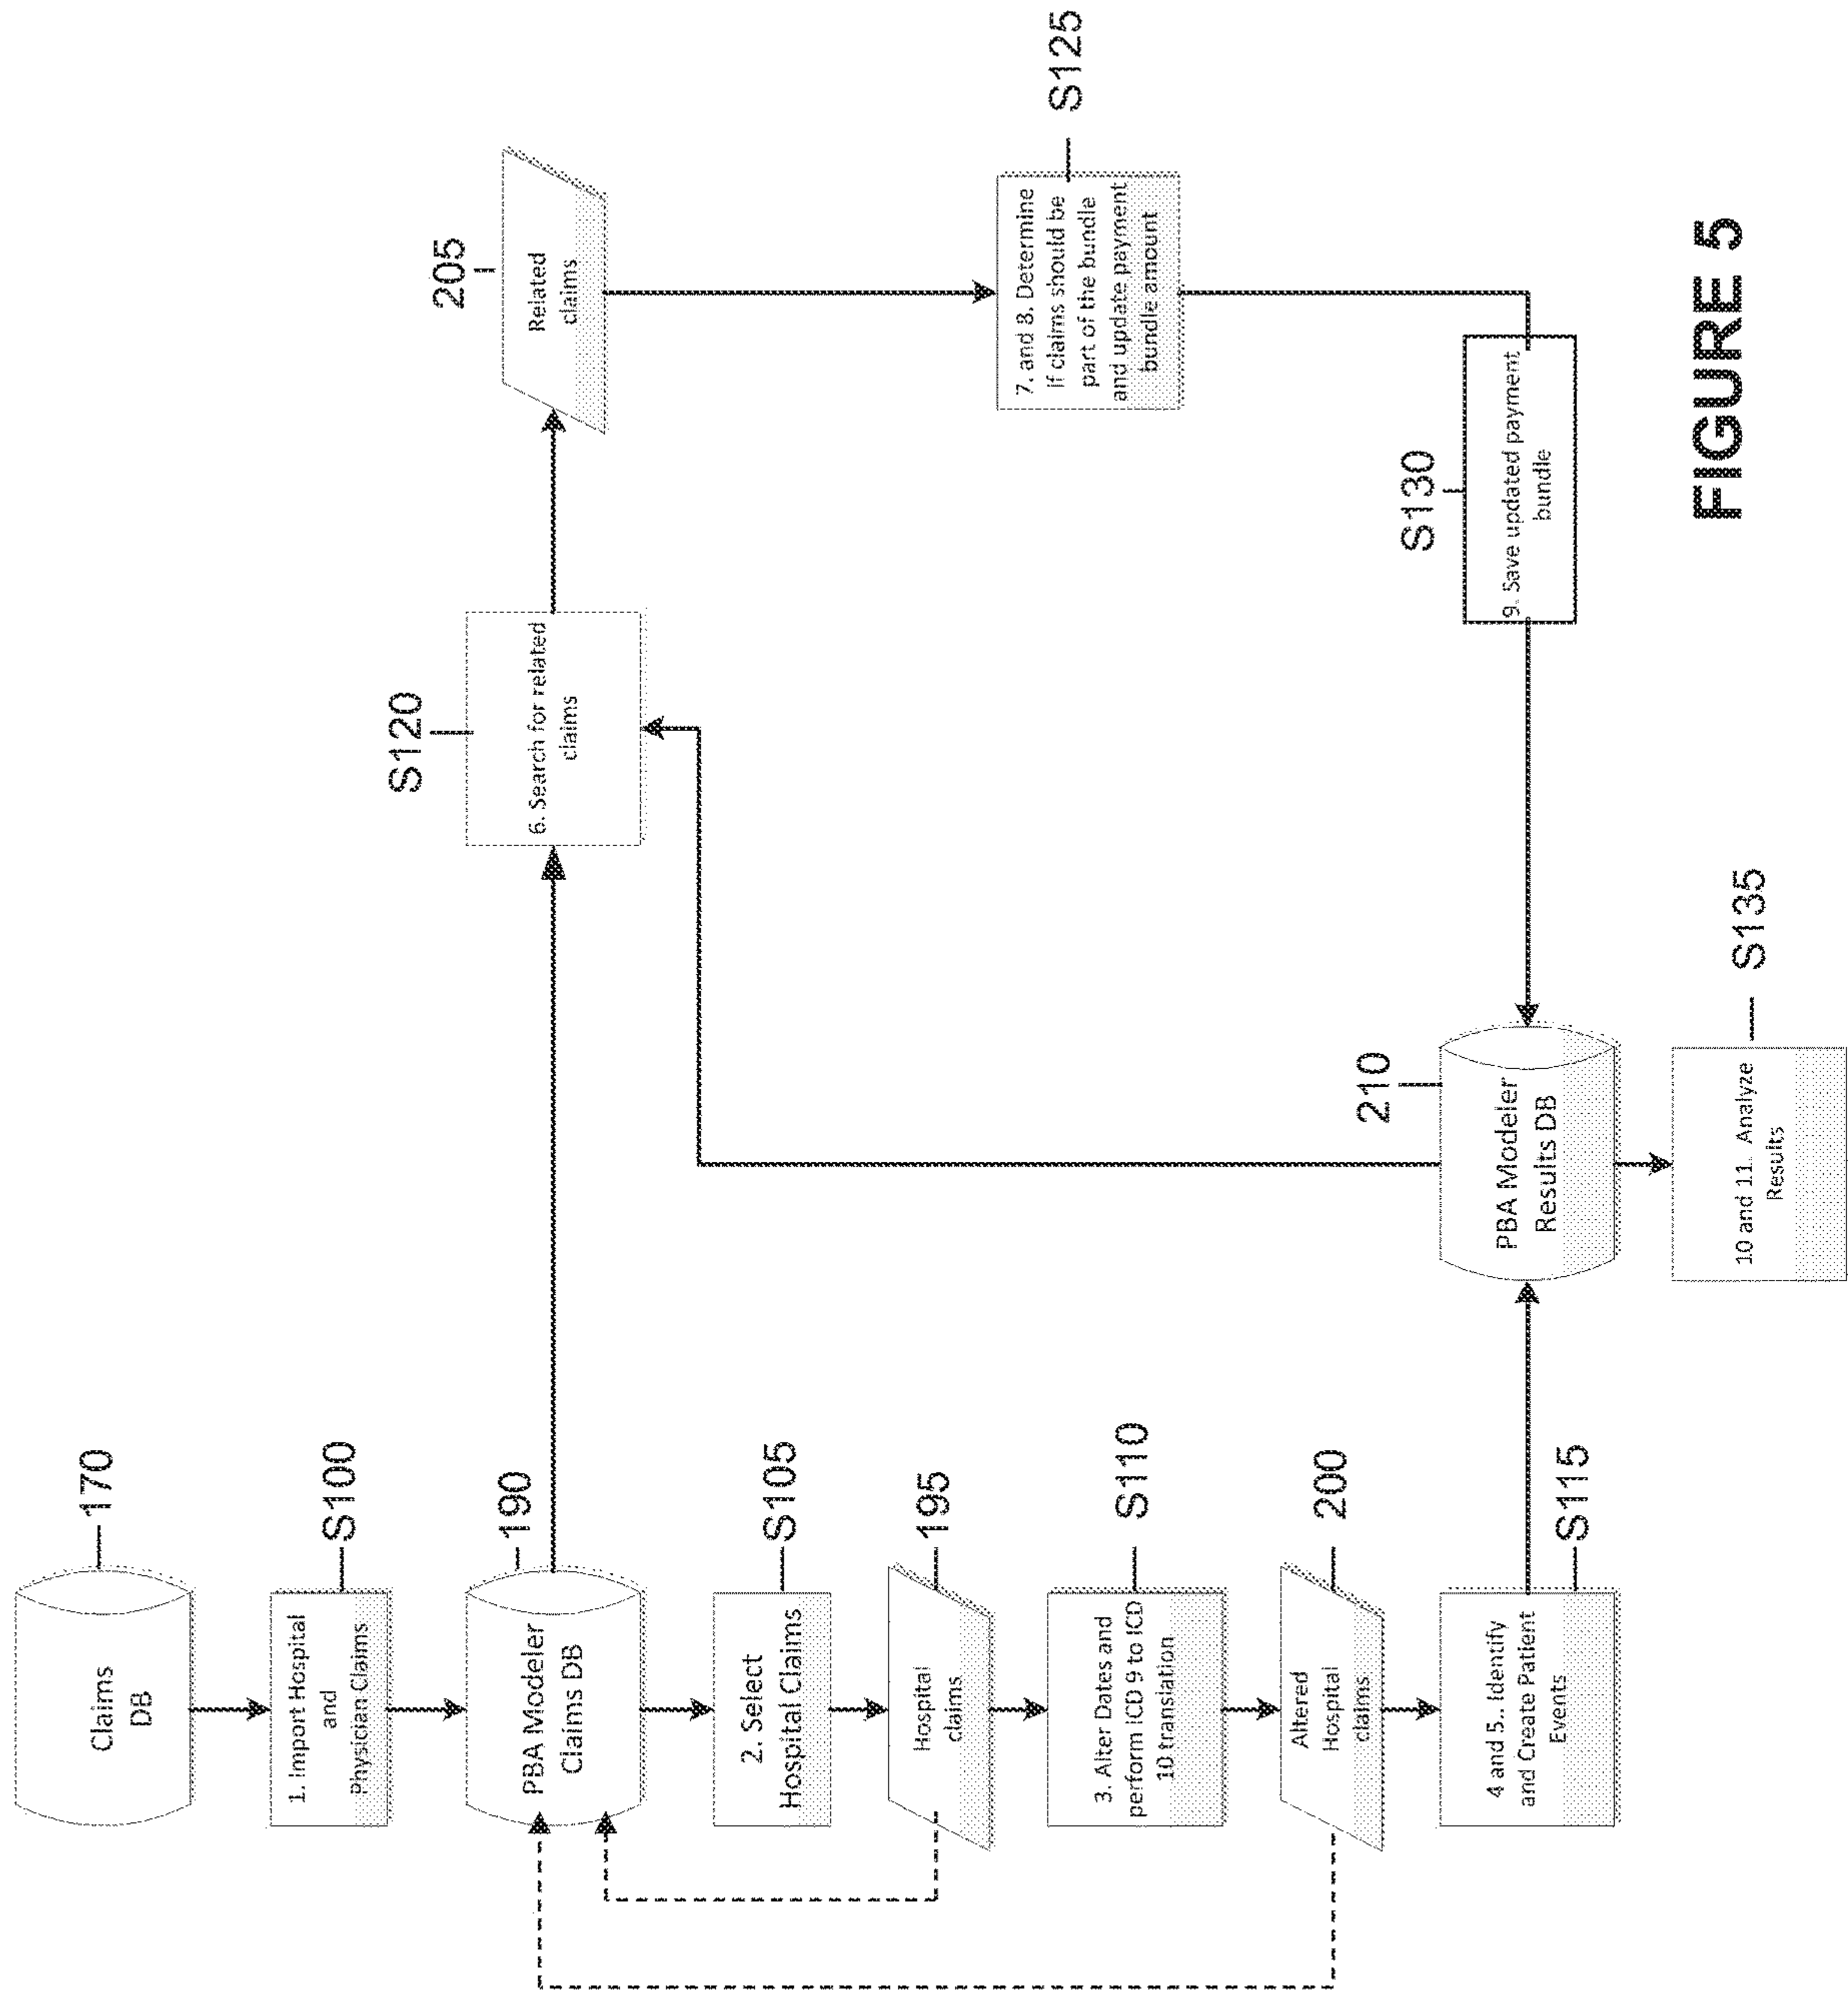 Claims
DB
170
1. Import Hospital
and
Physician Claims
S100
PBA Modeler
Claims DB
190
2. Select
Hospital Claims
S105
Hospital
claims
195
3. Alter Dates and
perform ICD 9 to ICD
10 translation
S110
Altered
Hospital
claims
200
4 and 5.. Identify
and Create Patient
Events
S115
S120
6. Search for related
claims
205
Related
claims
7. and 8. Determine
if claims should be
part of the bundle
and update payment
bundle amount
S125
S130
9. Save updated payment
bundle
210
PBA Modeler
Results DB
10 and 11. Analyze
Results
S135
FIGURE 5